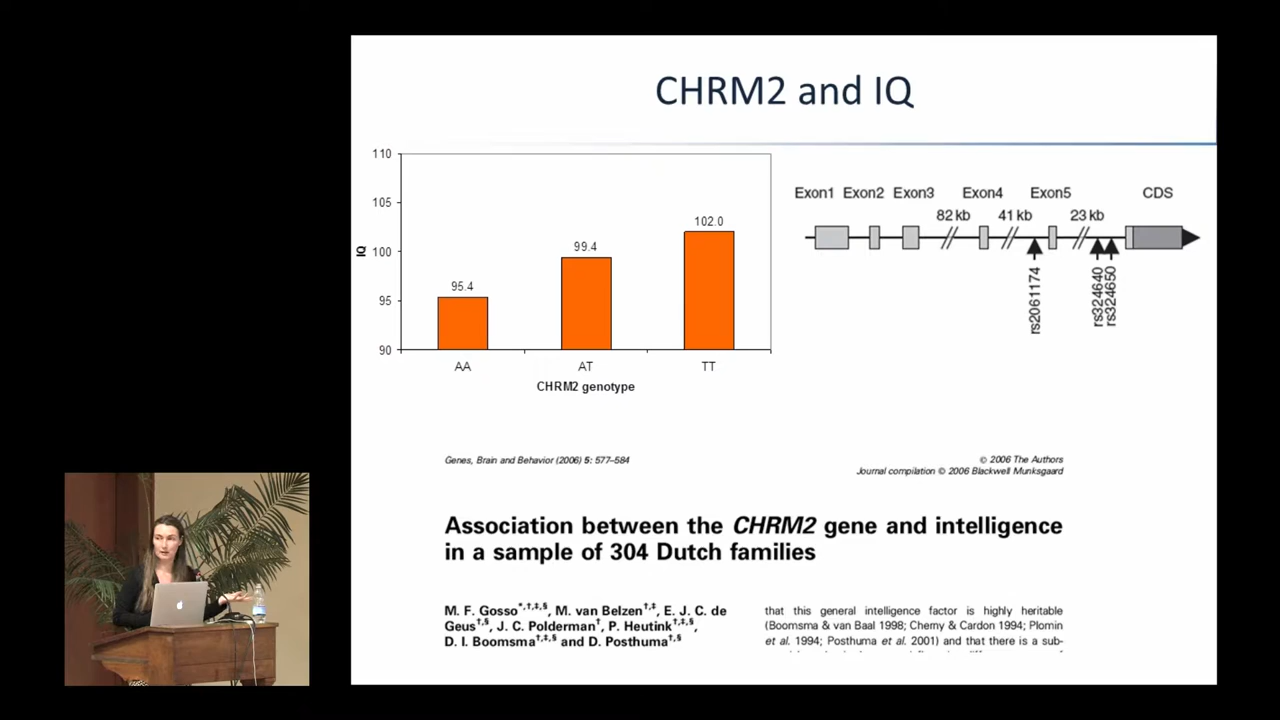 CHRM2 and IQ
110
105
100
95
90
IQ
95.4
99.4
102.0
AA
AT
TT
CHRM2 genotype
Exon1 Exon2 Exon3 Exon4 Exon5 CDS
82 kb 41 kb 23 kb
rs2061174
rs324640
rs324650
Genes, Brain and Behavior (2006) 5: 577–584
© 2006 The Authors
Journal compilation © 2006 Blackwell Munksgaard
Association between the CHRM2 gene and intelligence
in a sample of 304 Dutch families
M. F. Gosso*,†,‡,§, M. van Belzen†,‡, E. J. C. de
Geus†,§, J. C. Polderman†, P. Heutink†,‡,§,
D. I. Boomsma†,‡,§ and D. Posthuma†,§
that this general intelligence factor is highly heritable
(Boomsma & van Baal 1998; Cherny & Cardon 1994; Plomin
et al. 1994; Posthuma et al. 2001) and that there is a sub-